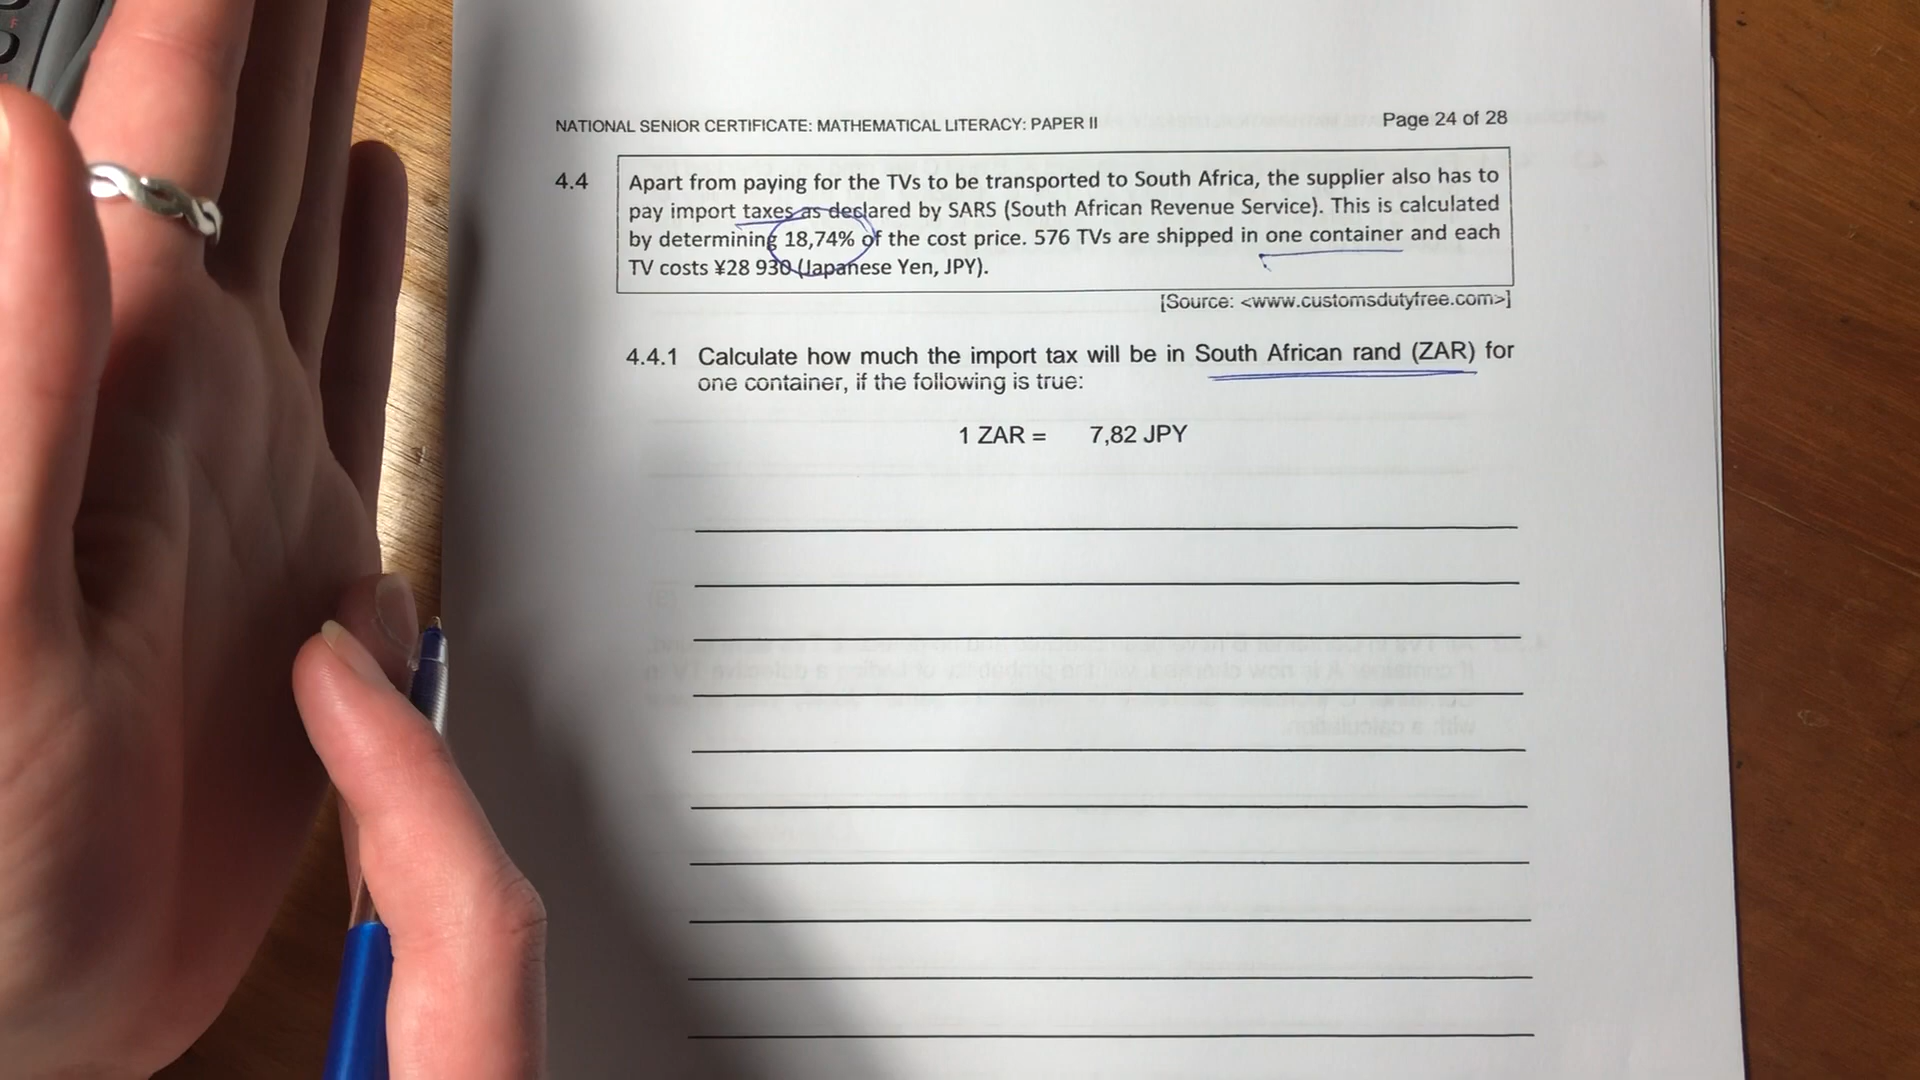 NATIONAL SENIOR CERTIFICATE: MATHEMATICAL LITERACY: PAPER II Page 24 of 28
4.4 Apart from paying for the TVs to be transported to South Africa, the supplier also has to
pay import taxes as declared by SARS (South African Revenue Service). This is calculated
by determining 18,74% of the cost price. 576 TVs are shipped in one container and each
TV costs ¥28 930 (Japanese Yen, JPY).
[Source: <www.customsdutyfree.com>]
4.4.1 Calculate how much the import tax will be in South African rand (ZAR) for
one container, if the following is true:
1 ZAR = 7,82 JPY